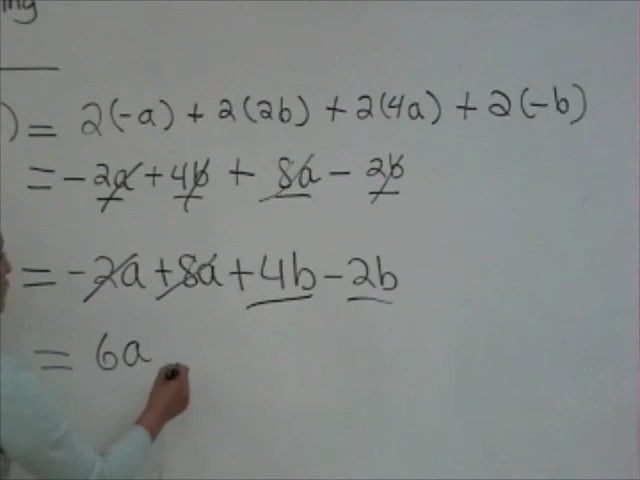 ) = 2(-a) + 2(2b) + 2(4a) + 2(-b)
= -2a + 4b + 8a - 2b
= -2a + 8a + 4b - 2b
= 6a